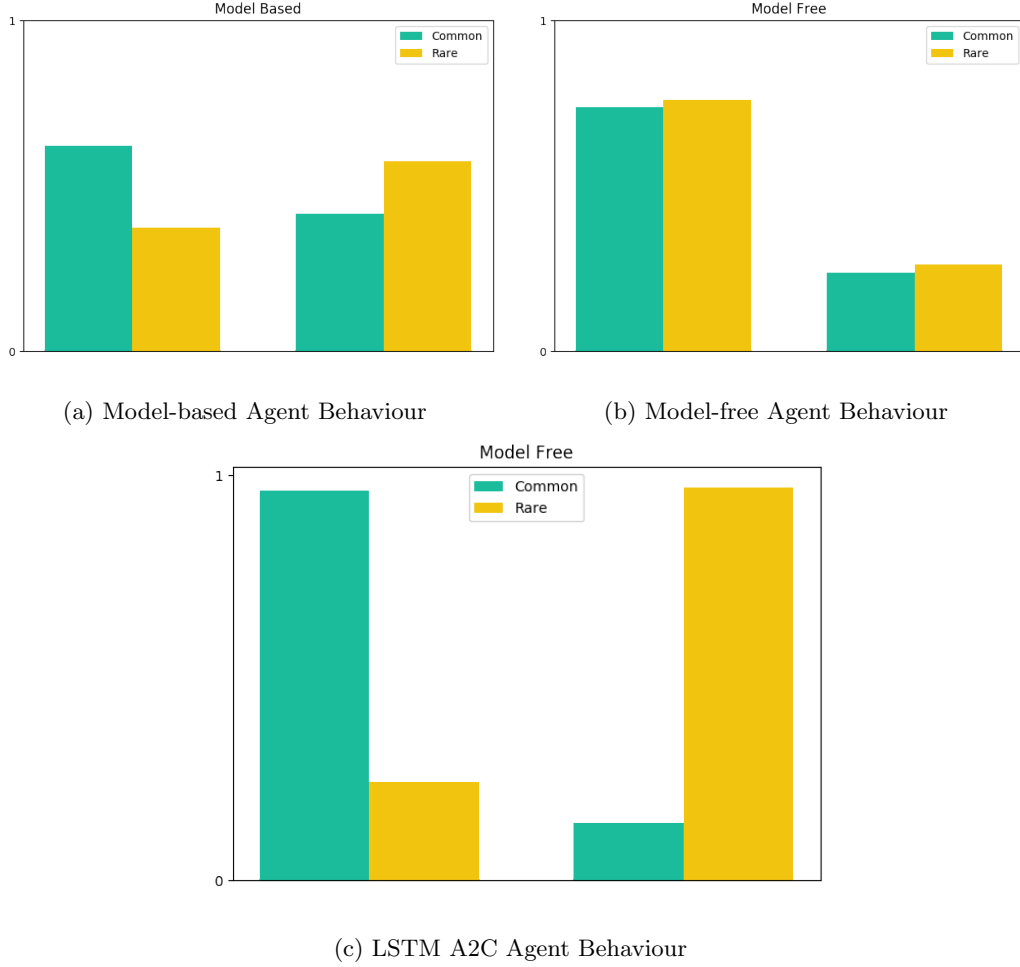 Model Based
1
Common
Rare
0
(a) Model-based Agent Behaviour
Model Free
1
Common
Rare
0
(b) Model-free Agent Behaviour
Model Free
1
Common
Rare
0
(c) LSTM A2C Agent Behaviour